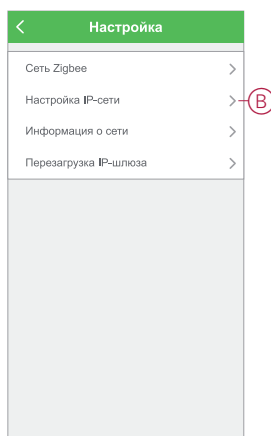 Настройка
Сеть Zigbee
Настройка IP-сети
B
Информация о сети
Перезагрузка IP-шлюза